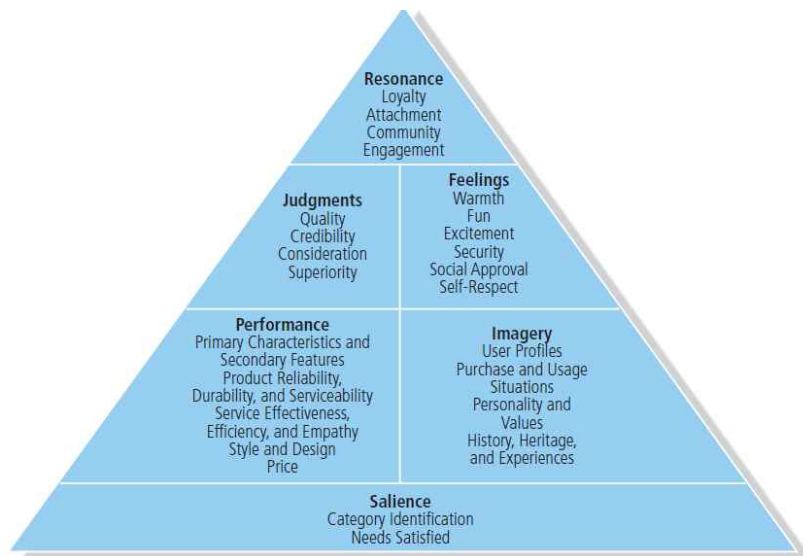 Resonance
Loyalty
Attachment
Community
Engagement
Judgments
Quality
Credibility
Consideration
Superiority
Feelings
Warmth
Fun
Excitement
Security
Social Approval
Self-Respect
Performance
Primary Characteristics and
Secondary Features
Product Reliability,
Durability, and Serviceability
Service Effectiveness,
Efficiency, and Empathy
Style and Design
Price
Imagery
User Profiles
Purchase and Usage
Situations
Personality and
Values
History, Heritage,
and Experiences
Salience
Category Identification
Needs Satisfied